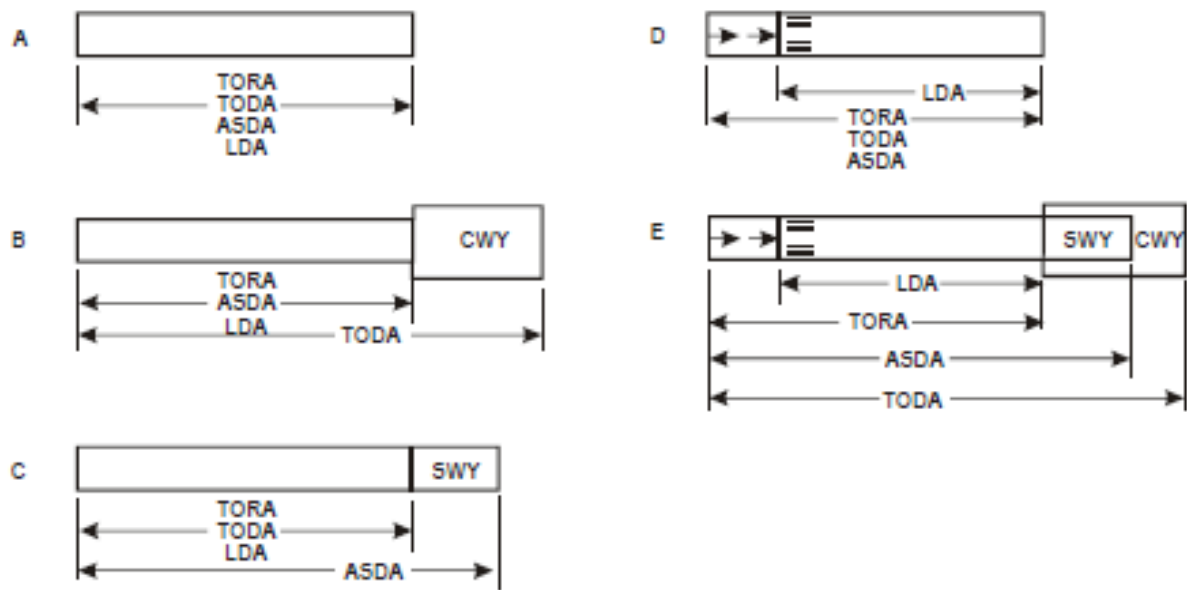 A
TORA
TODA
ASDA
LDA
B
CWY
TORA
ASDA
LDA TODA
C
SWY
TORA
TODA
LDA
ASDA
D
LDA
TORA
TODA
ASDA
E
SWY CWY
LDA
TORA
ASDA
TODA